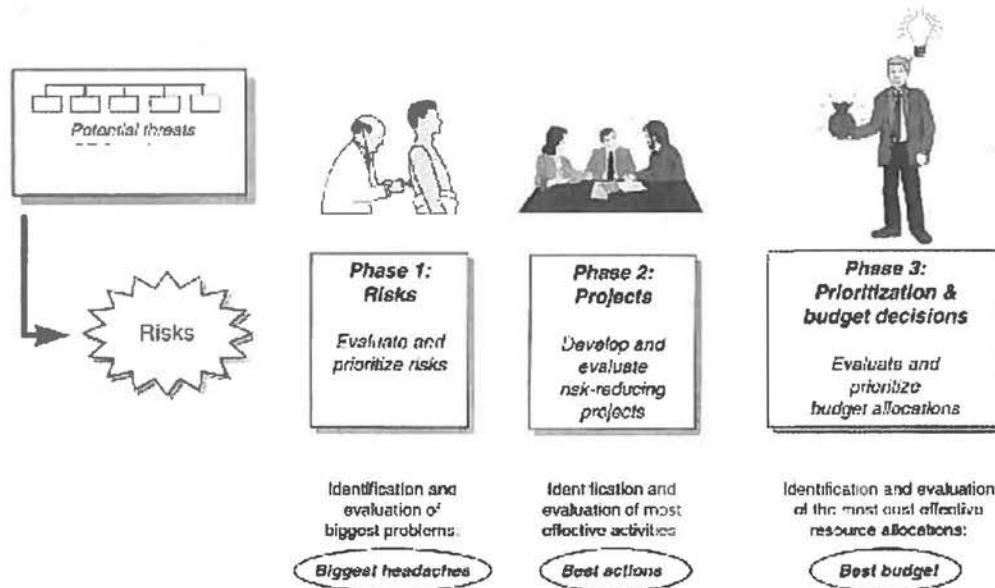 Potential threats
Risks
Phase 1:
Risks
Evaluate and
prioritize risks
Identification and
evaluation of
biggest problems:
Biggest headaches
Phase 2:
Projects
Develop and
evaluate
risk-reducing
projects
Identification and
evaluation of most
effective activities:
Best actions
Phase 3:
Prioritization &
budget decisions
Evaluate and
prioritize
budget allocations
Identification and evaluation
of the most cost effective
resource allocations:
Best budget